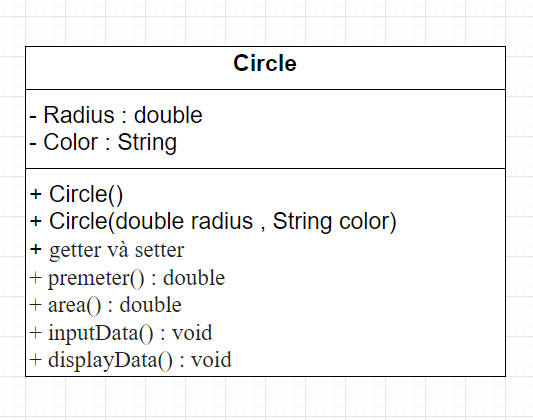 Circle
- Radius : double
- Color : String
+ Circle()
+ Circle(double radius , String color)
+ getter và setter
+ premeter() : double
+ area() : double
+ inputData() : void
+ displayData() : void